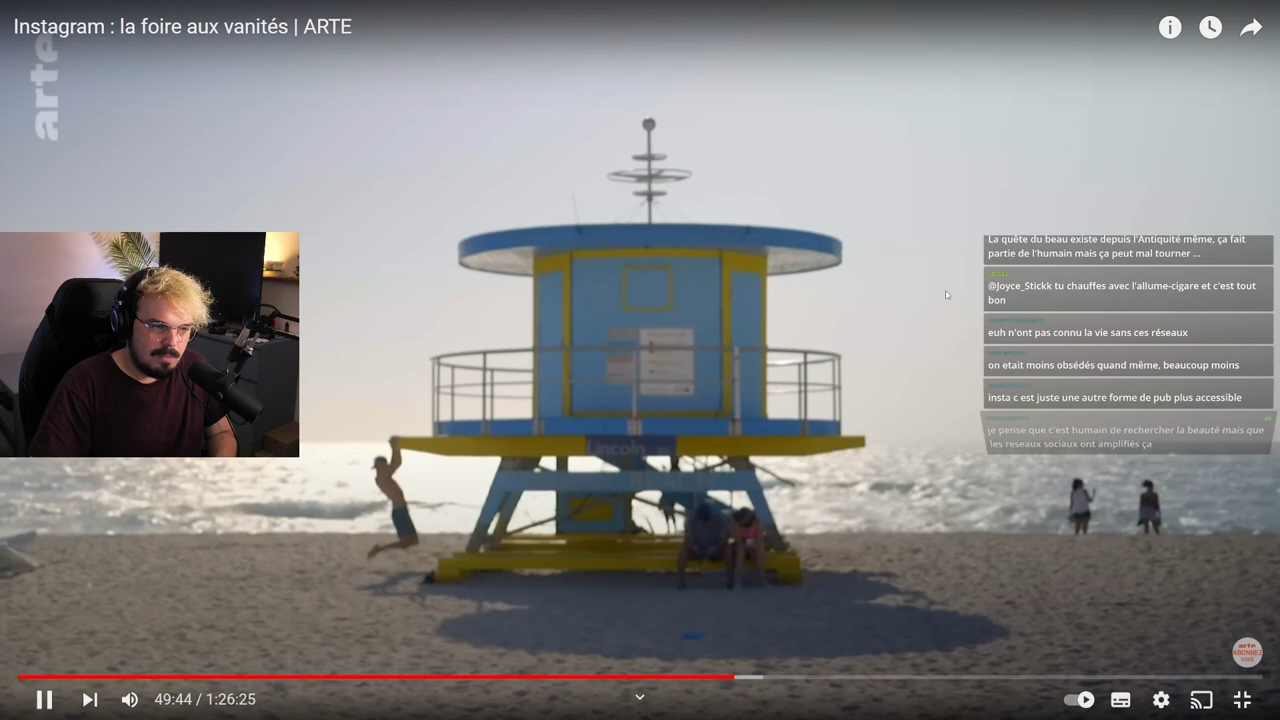 Instagram : la foire aux vanités | ARTE
arte
La quête du beau existe depuis l'Antiquité même, ça fait
partie de l'humain mais ça peut mal tourner ...
@Joyce_Stickk tu chauffes avec l'allume-cigare et c'est tout
bon
euh n'ont pas connu la vie sans ces réseaux
on etait moins obsédés quand même, beaucoup moins
insta c est juste une autre forme de pub plus accessible
je pense que c'est humain de rechercher la beauté mais que
les reseaux sociaux ont amplifiés ça
Lincoln
arte
ABONNEZ
VOUS
49:44 / 1:26:25